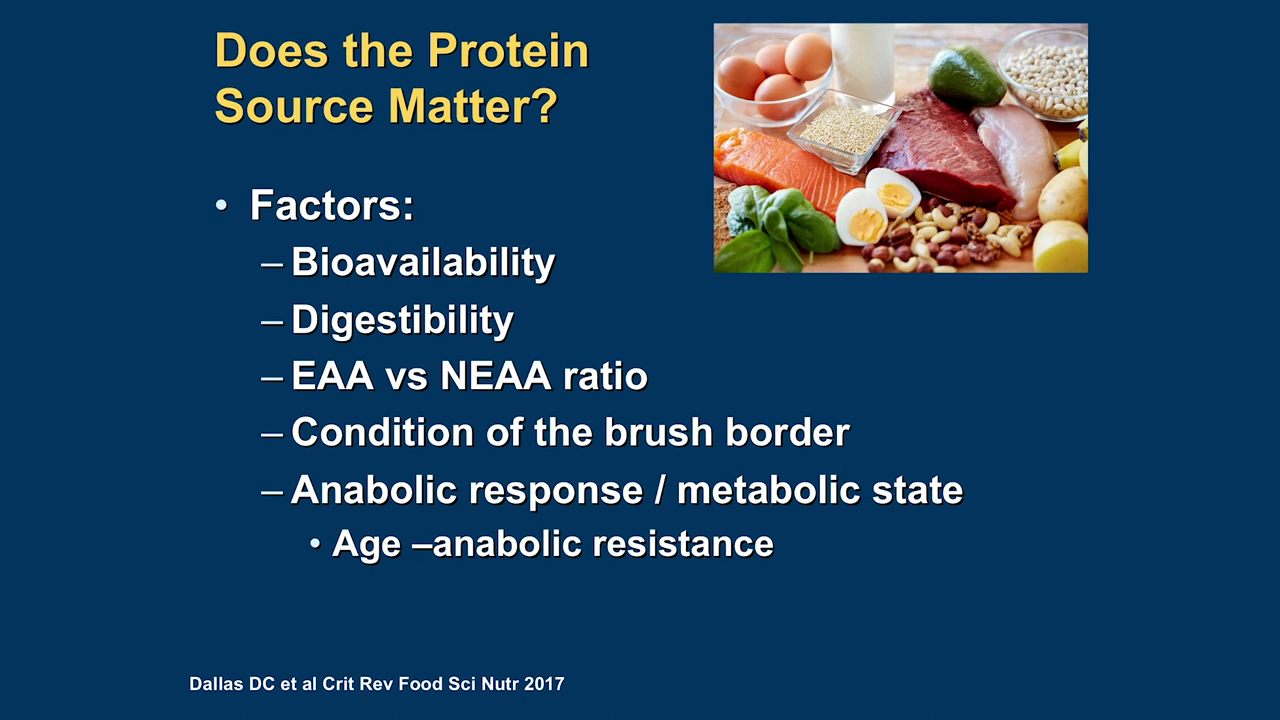 Does the Protein
Source Matter?
• Factors:
– Bioavailability
– Digestibility
– EAA vs NEAA ratio
– Condition of the brush border
– Anabolic response / metabolic state
• Age –anabolic resistance
Dallas DC et al Crit Rev Food Sci Nutr 2017